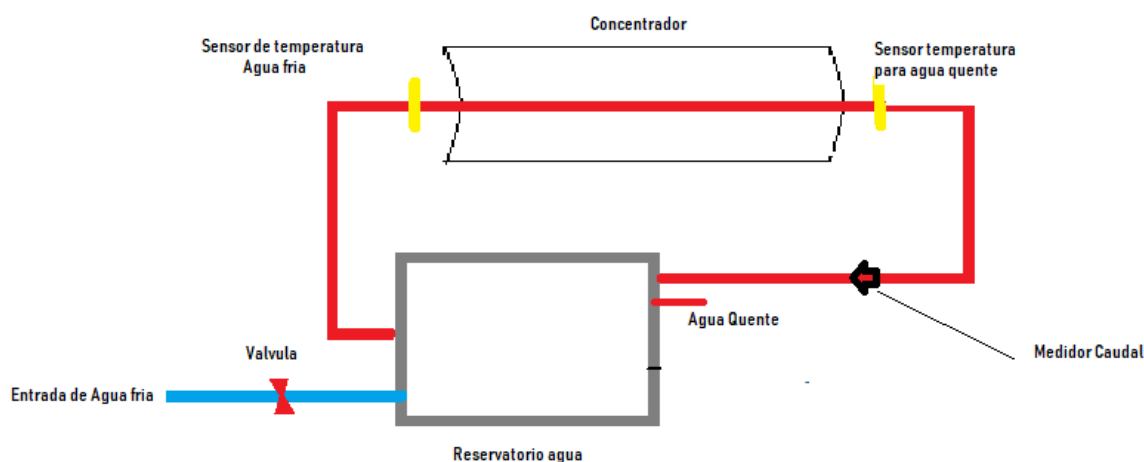 Concentrador
Sensor de temperatura
Agua fria
Sensor temperatura
para agua quente
Agua Quente
Medidor Caudal
Valvula
Entrada de Agua fria
Reservatorio agua